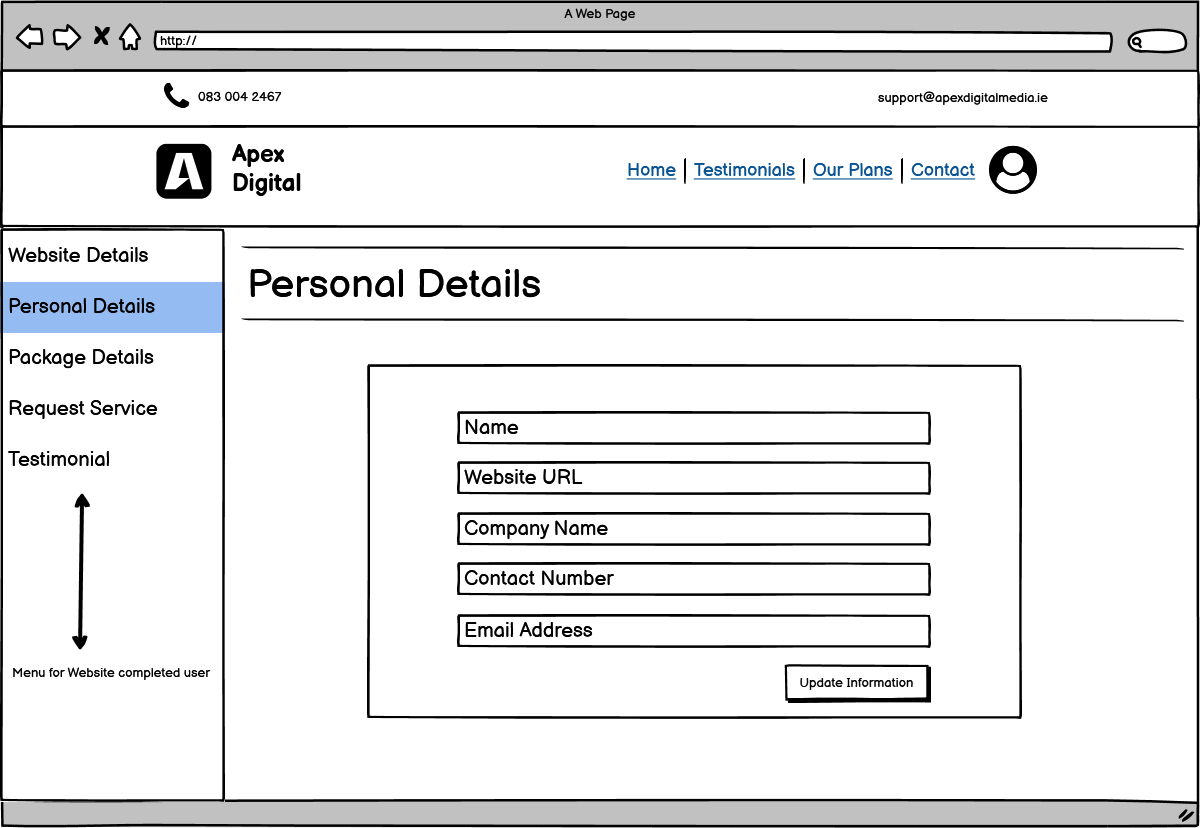 A Web Page
http://
083 004 2467
support@apexdigitalmedia.ie
A
Apex
Digital
Home
Testimonials
Our Plans
Contact
Website Details
Personal Details
Package Details
Request Service
Testimonial
Menu for Website completed user
Personal Details
Name
Website URL
Company Name
Contact Number
Email Address
Update Information